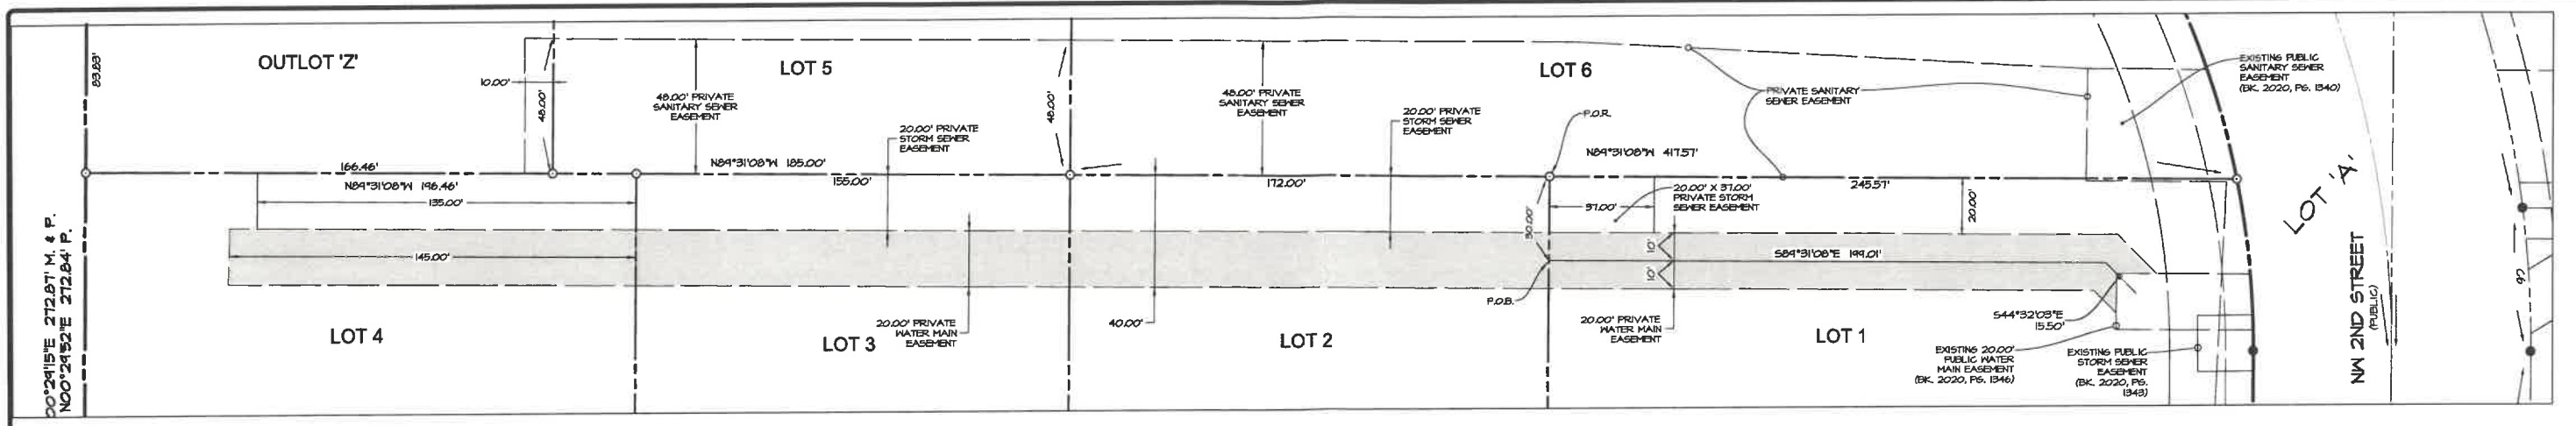 83.83'
OUTLOT 'Z'
10.00'
48.00'
48.00' PRIVATE
SANITARY SEWER
EASEMENT
LOT 5
20.00' PRIVATE
STORM SEWER
EASEMENT
48.00'
48.00' PRIVATE
SANITARY SEWER
EASEMENT
20.00' PRIVATE
STORM SEWER
EASEMENT
LOT 6
P.O.R.
PRIVATE SANITARY
SEWER EASEMENT
EXISTING PUBLIC
SANITARY SEWER
EASEMENT
(BK. 2020, PG. 1340)
166.46'
N89°31'08"W 196.46'
135.00'
N89°31'08"W 185.00'
155.00'
172.00'
N89°31'08"W 417.57'
245.57'
37.00'
20.00' X 37.00'
PRIVATE STORM
SEWER EASEMENT
20.00'
30.00'
145.00'
10'
10'
S89°31'08"E 199.01'
P.O.B.
00°29'15"E 272.87' M. & P.
N00°29'52"E 272.84' P.
LOT 4
LOT 3
20.00' PRIVATE
WATER MAIN
EASEMENT
40.00'
LOT 2
20.00' PRIVATE
WATER MAIN
EASEMENT
LOT 1
S44°32'03"E
15.50'
EXISTING 20.00'
PUBLIC WATER
MAIN EASEMENT
(BK. 2020, PG. 1346)
EXISTING PUBLIC
STORM SEWER
EASEMENT
(BK. 2020, PG.
1343)
LOT 'A'
NW 2ND STREET
(PUBLIC)